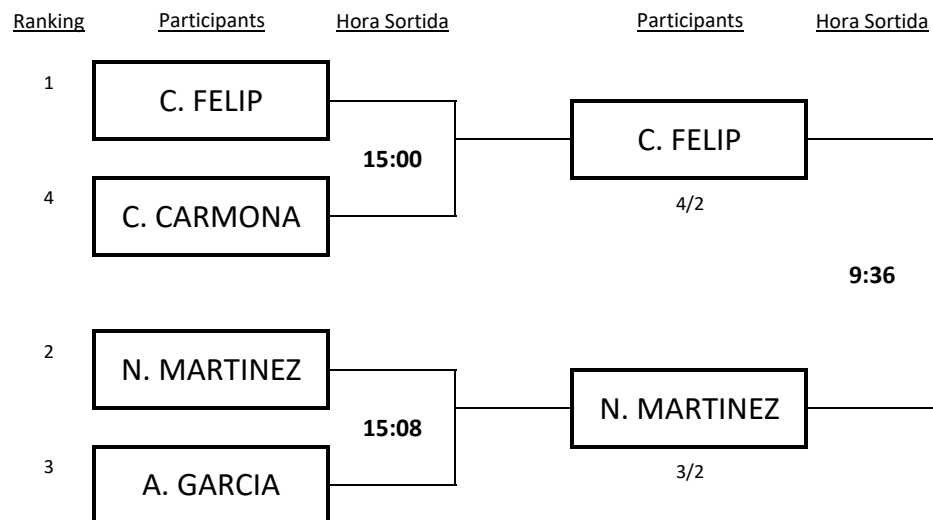 Ranking Participants Hora Sortida Participants Hora Sortida
1
C. FELIP
15:00
4
C. CARMONA
C. FELIP
4/2
9:36
2
N. MARTINEZ
15:08
3
A. GARCIA
N. MARTINEZ
3/2